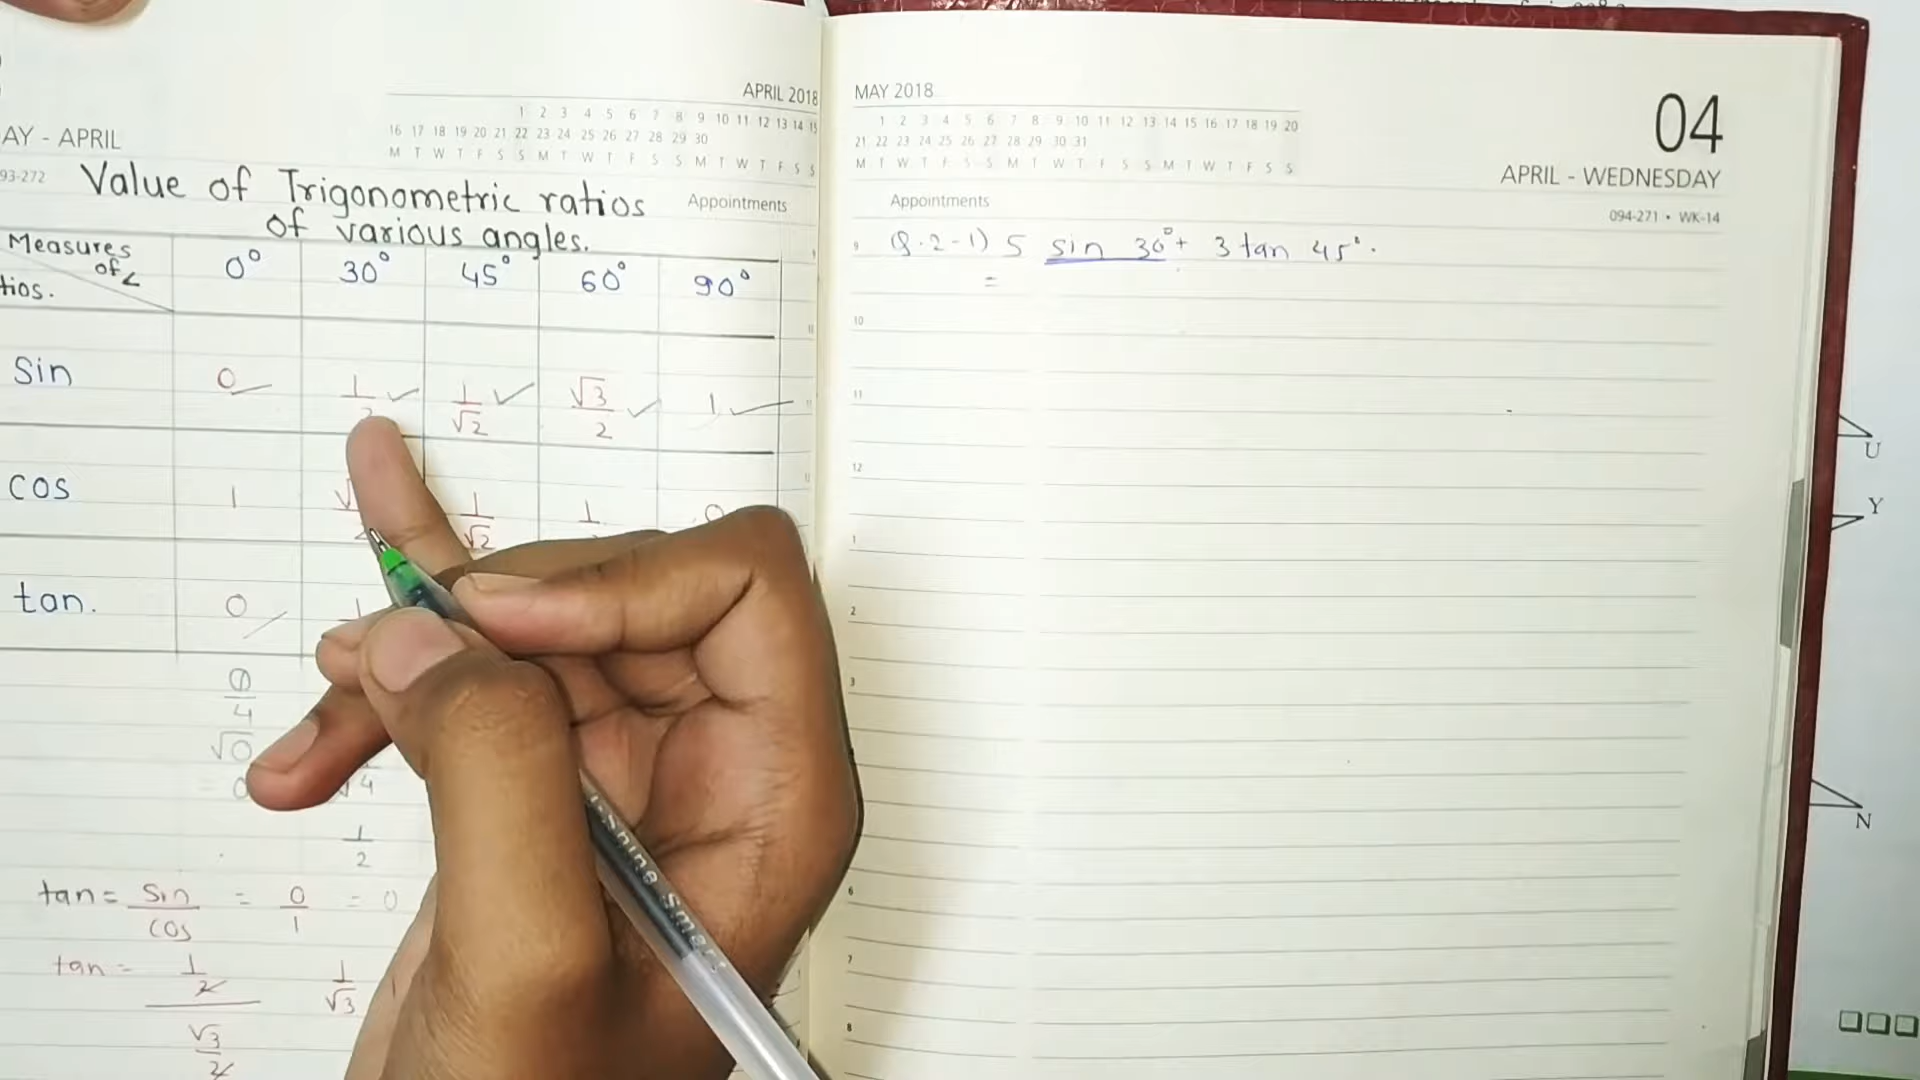 APRIL 2018
1 2 3 4 5 6 7 8 9 10 11 12 13 14 15
16 17 18 19 20 21 22 23 24 25 26 27 28 29 30
M T W T F S S M T W T F S S M T W T F S S
AY - APRIL
93-272
Value of Trigonometric ratios
of various angles.
Appointments
Measures of ∠
tios.
0° 30° 45° 60° 90°
Sin 0 1/2 1/√2 √3/2 1
cos 1 √ 1/√2 1 0
tan. 0 1
0/4
√0
= 0
√4
1/2
tan = Sin/cos = 0/1 = 0
tan = 1/2 1/√3
√3/2
MAY 2018
1 2 3 4 5 6 7 8 9 10 11 12 13 14 15 16 17 18 19 20
21 22 23 24 25 26 27 28 29 30 31
M T W T F S S M T W T F S S M T W T F S S
04
APRIL - WEDNESDAY
094-271 • WK-14
Appointments
9 Q.2-1) 5 sin 30° + 3 tan 45°.
=
10
11
12
1
2
3
6
7
8
U
Y
N